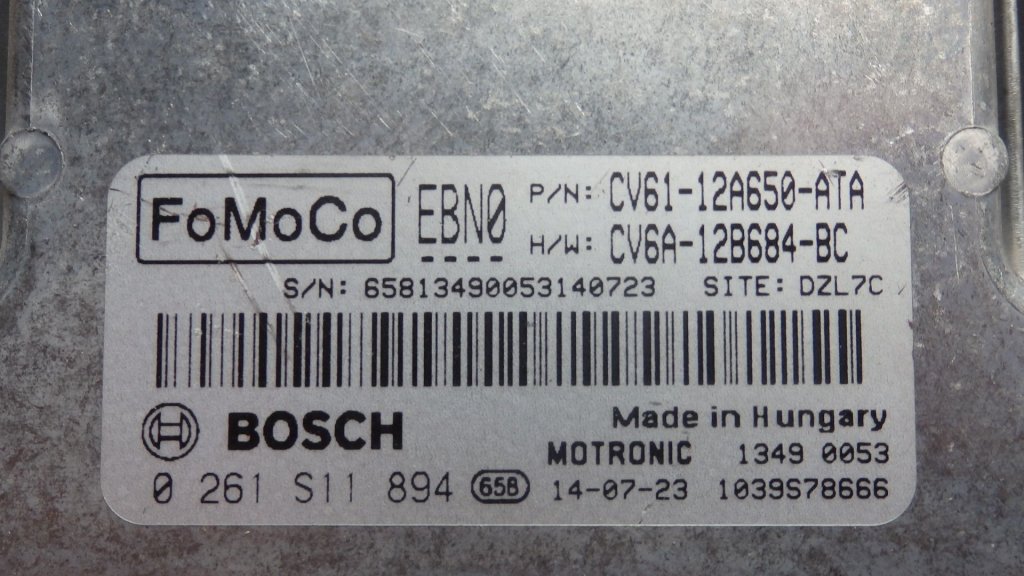 FoMoCo EBN0 P/N: CV61-12A650-ATA
H/W: CV6A-12B684-BC
S/N: 65813490053140723 SITE: DZL7C
BOSCH Made in Hungary
MOTRONIC 1349 0053
0 261 S11 894 658 14-07-23 1039S78666